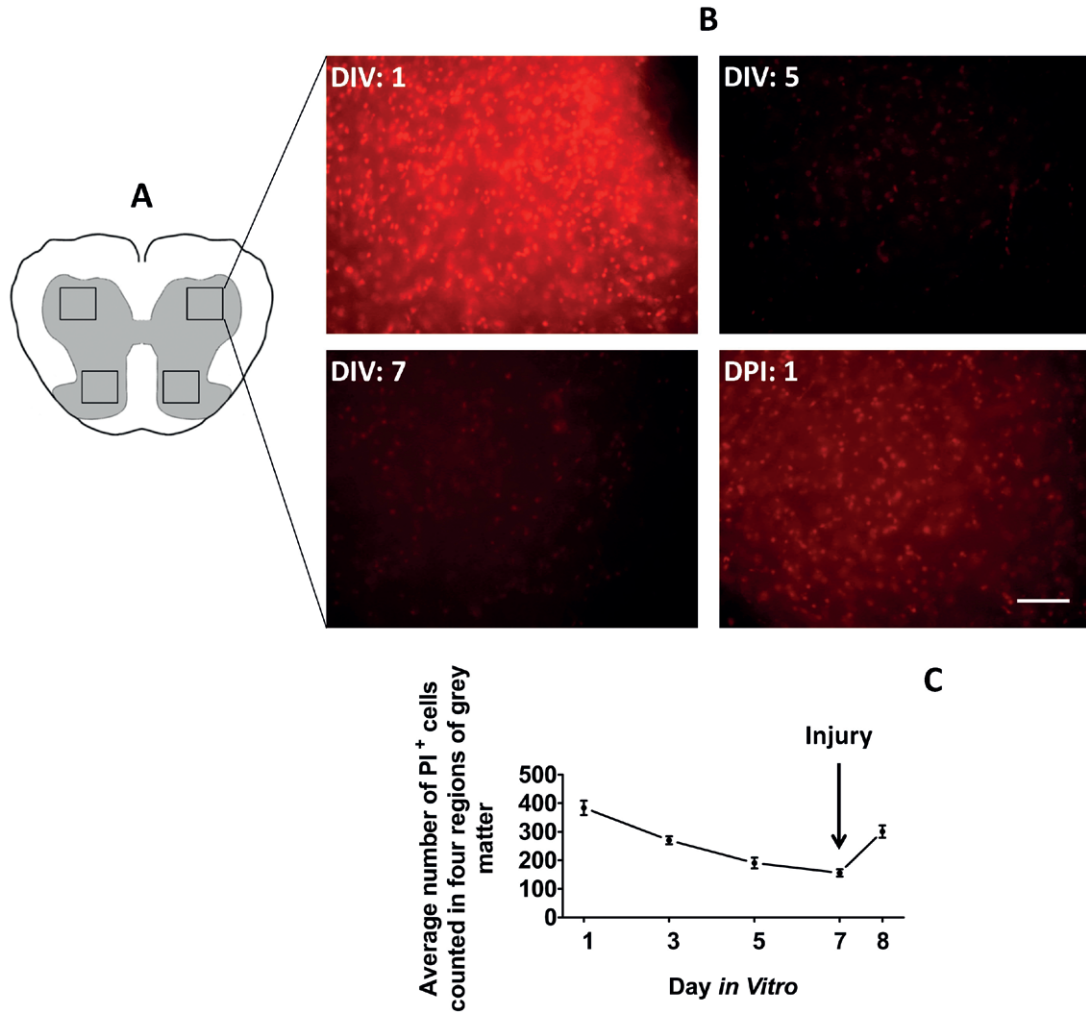 B
DIV: 1
DIV: 5
A
DIV: 7
DPI: 1
C
Average number of PI + cells
counted in four regions of grey
matter
Injury
500
400
300
200
100
0
1 3 5 7 8
Day in Vitro